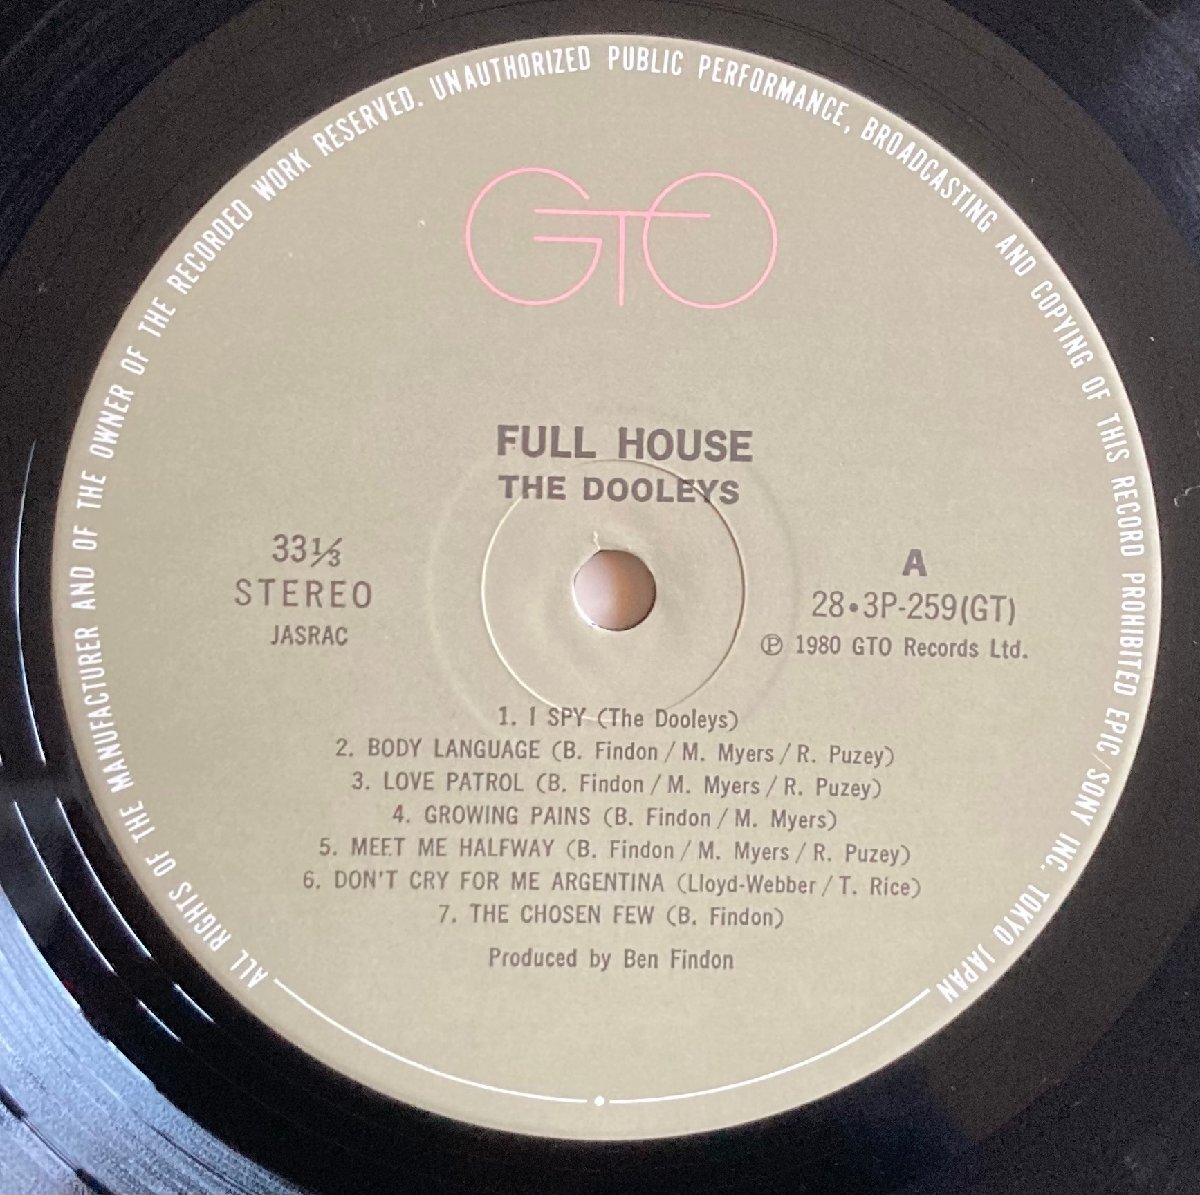 ALL RIGHTS OF THE MANUFACTURER AND OF THE OWNER OF THE RECORDED WORK RESERVED. UNAUTHORIZED PUBLIC PERFORMANCE, BROADCASTING AND COPYING OF THIS RECORD PROHIBITED EPIC/SONY INC. TOKYO JAPAN
GTO
FULL HOUSE
THE DOOLEYS
33⅓
STEREO
JASRAC
A
28•3P-259(GT)
℗ 1980 GTO Records Ltd.
1. I SPY (The Dooleys)
2. BODY LANGUAGE (B. Findon / M. Myers / R. Puzey)
3. LOVE PATROL (B. Findon / M. Myers / R. Puzey)
4. GROWING PAINS (B. Findon / M. Myers)
5. MEET ME HALFWAY (B. Findon / M. Myers / R. Puzey)
6. DON'T CRY FOR ME ARGENTINA (Lloyd-Webber / T. Rice)
7. THE CHOSEN FEW (B. Findon)
Produced by Ben Findon